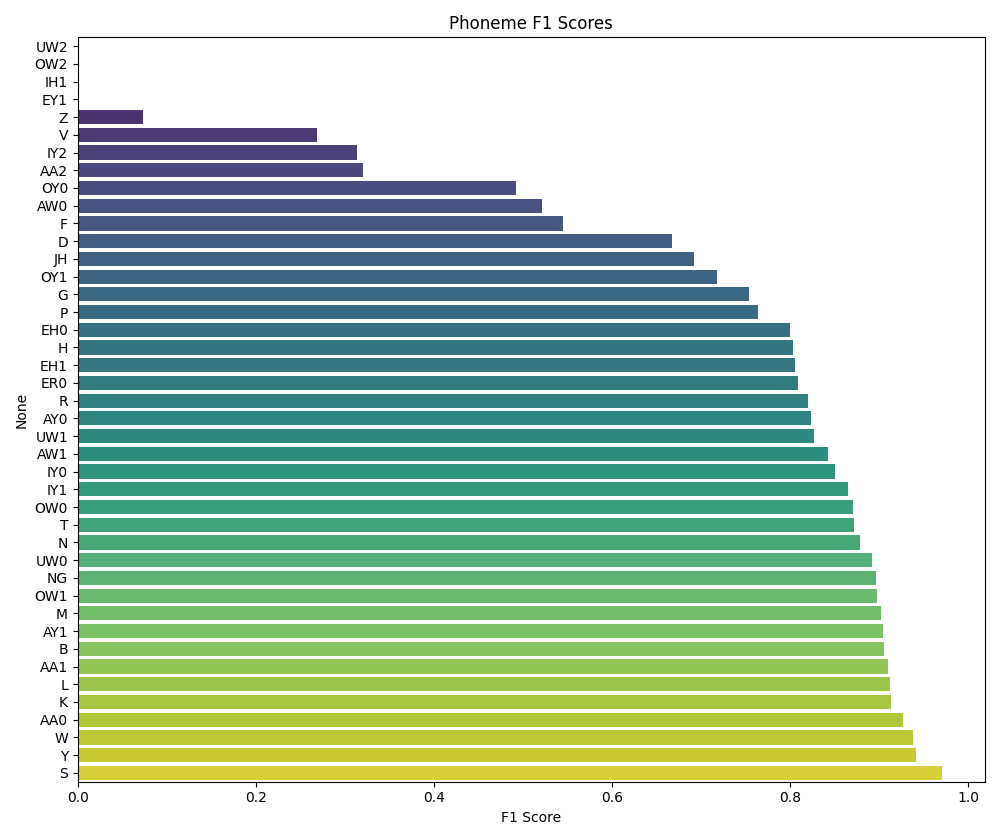 Phoneme F1 Scores
UW2
OW2
IH1
EY1
Z
V
IY2
AA2
OY0
AW0
F
D
JH
OY1
G
P
EH0
H
EH1
ER0
R
AY0
UW1
AW1
IY0
IY1
OW0
T
N
UW0
NG
OW1
M
AY1
B
AA1
L
K
AA0
W
Y
S
None
0.0 0.2 0.4 0.6 0.8 1.0
F1 Score